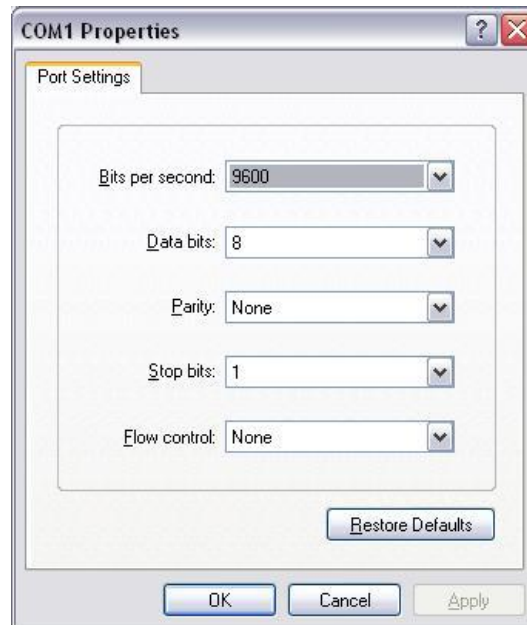 COM1 Properties
Port Settings
Bits per second: 9600
Data bits: 8
Parity: None
Stop bits: 1
Flow control: None
Restore Defaults
OK Cancel Apply